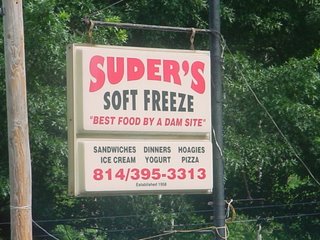 SUDER'S
SOFT FREEZE
"BEST FOOD BY A DAM SITE"
SANDWICHES DINNERS HOAGIES
ICE CREAM YOGURT PIZZA
814/395-3313
Established 1958